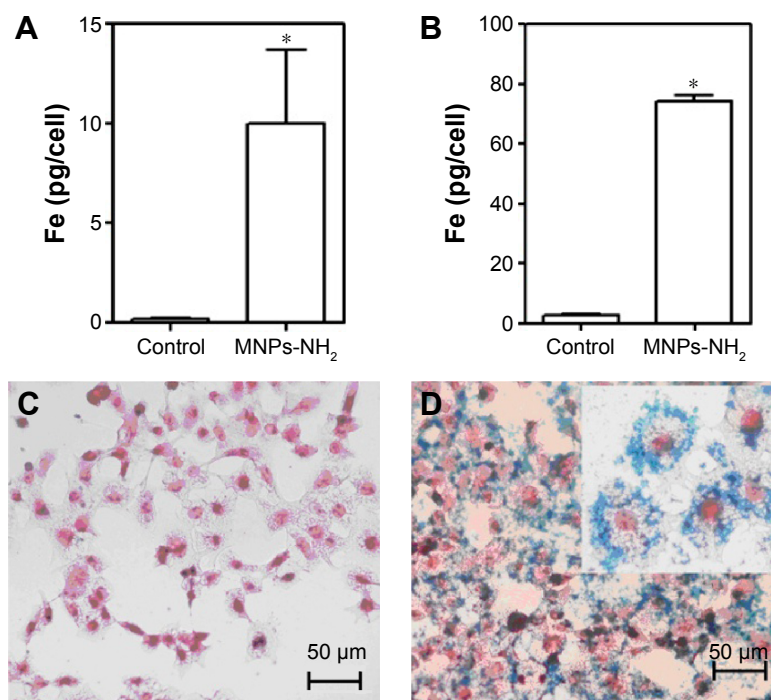 A
Fe (pg/cell)
15
10
5
0
*
Control
MNPs-NH₂
B
Fe (pg/cell)
100
80
60
40
20
0
*
Control
MNPs-NH₂
C
50 µm
D
50 µm